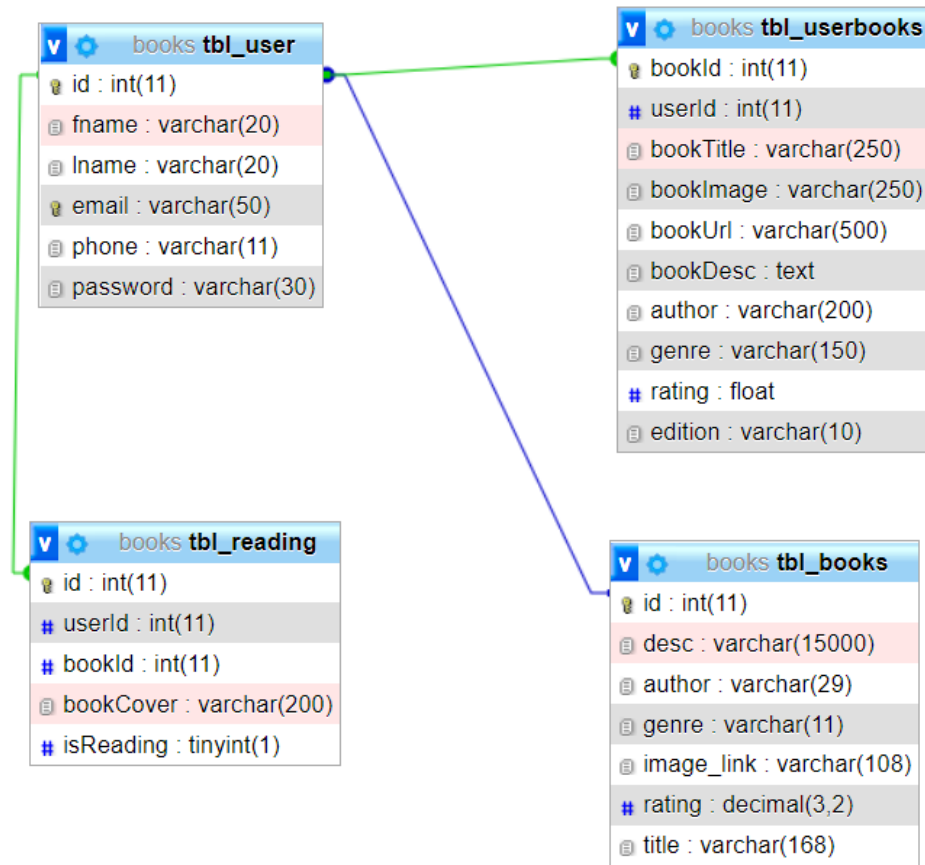 v books tbl_user
id : int(11)
fname : varchar(20)
lname : varchar(20)
email : varchar(50)
phone : varchar(11)
password : varchar(30)
v books tbl_userbooks
bookId : int(11)
# userId : int(11)
bookTitle : varchar(250)
bookImage : varchar(250)
bookUrl : varchar(500)
bookDesc : text
author : varchar(200)
genre : varchar(150)
# rating : float
edition : varchar(10)
v books tbl_reading
id : int(11)
# userId : int(11)
# bookId : int(11)
bookCover : varchar(200)
# isReading : tinyint(1)
v books tbl_books
id : int(11)
desc : varchar(15000)
author : varchar(29)
genre : varchar(11)
image_link : varchar(108)
# rating : decimal(3,2)
title : varchar(168)